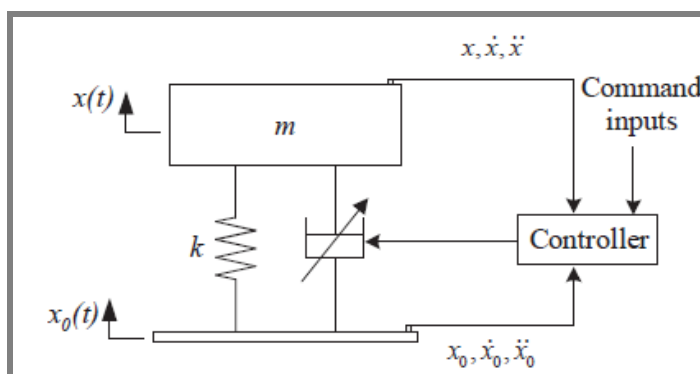 x, ẋ, ẍ
x(t)
Command
inputs
m
k
Controller
x₀(t)
x₀, ẋ₀, ẍ₀